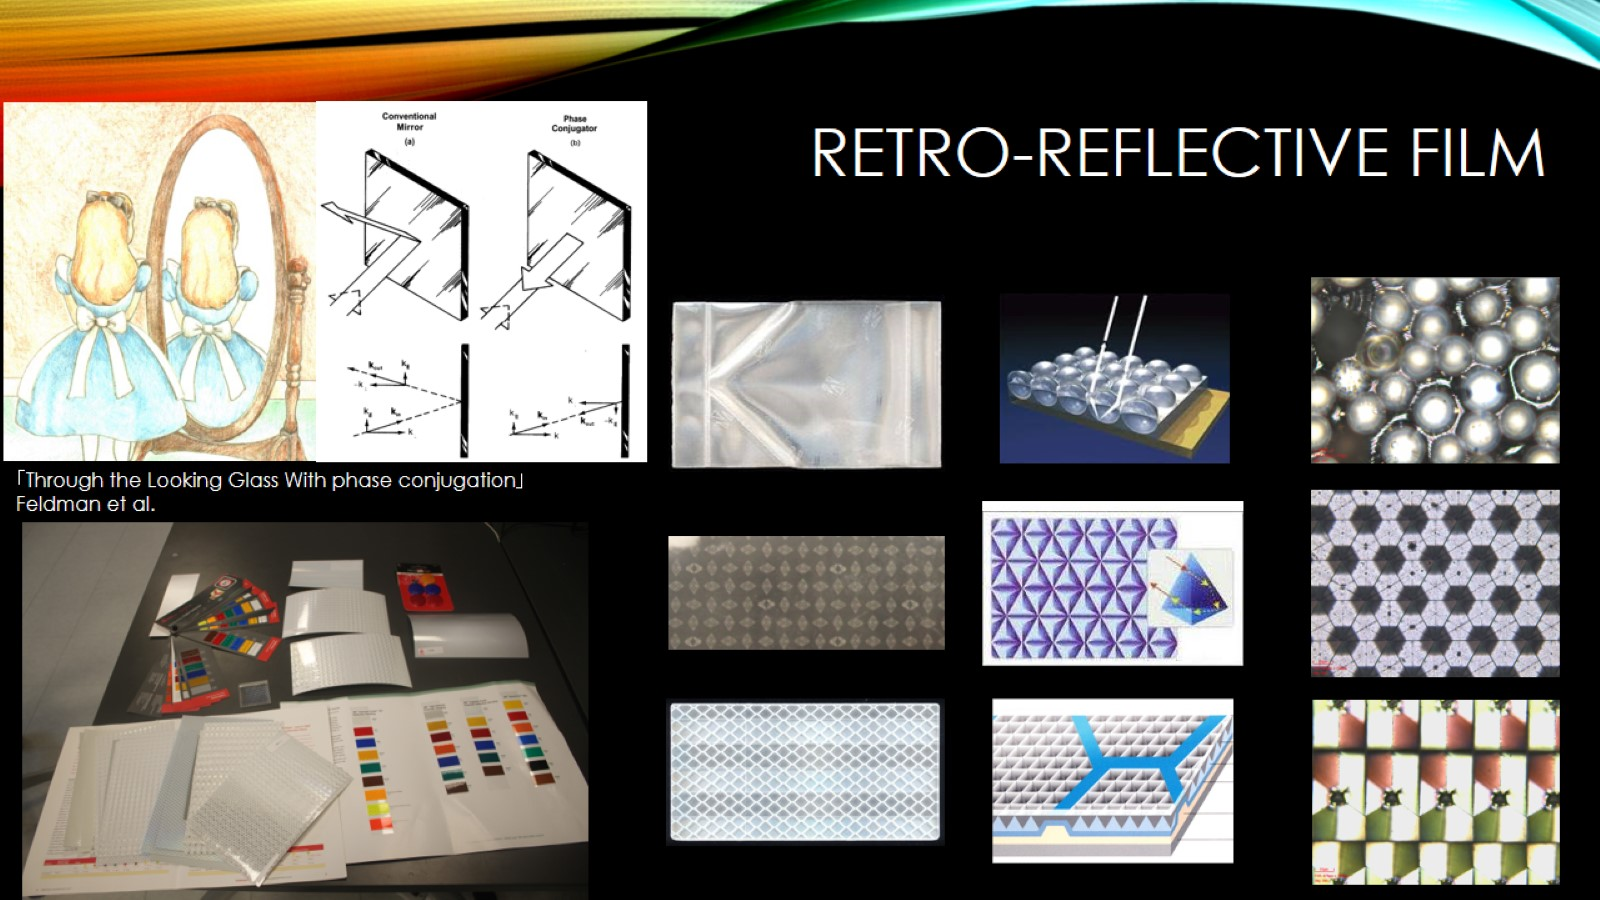 RETRO-REFLECTIVE FILM
Conventional
Mirror
(a)
Phase
Conjugator
(b)
｢Through the Looking Glass With phase conjugation｣
Feldman et al.